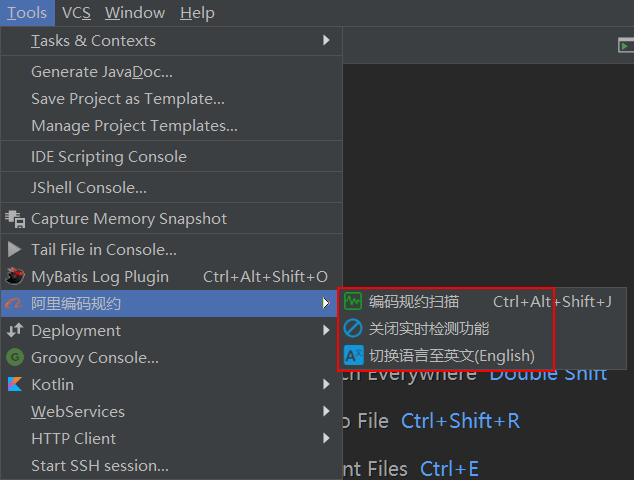 Tools VCS Window Help
Tasks & Contexts
Generate JavaDoc...
Save Project as Template...
Manage Project Templates...
IDE Scripting Console
JShell Console...
Capture Memory Snapshot
Tail File in Console...
MyBatis Log Plugin Ctrl+Alt+Shift+O
阿里编码规约
编码规约扫描 Ctrl+Alt+Shift+J
关闭实时检测功能
切换语言至英文(English)
Deployment
Groovy Console...
Kotlin
WebServices
HTTP Client
Start SSH session...
Everywhere Double Shift
File Ctrl+Shift+R
Files Ctrl+E